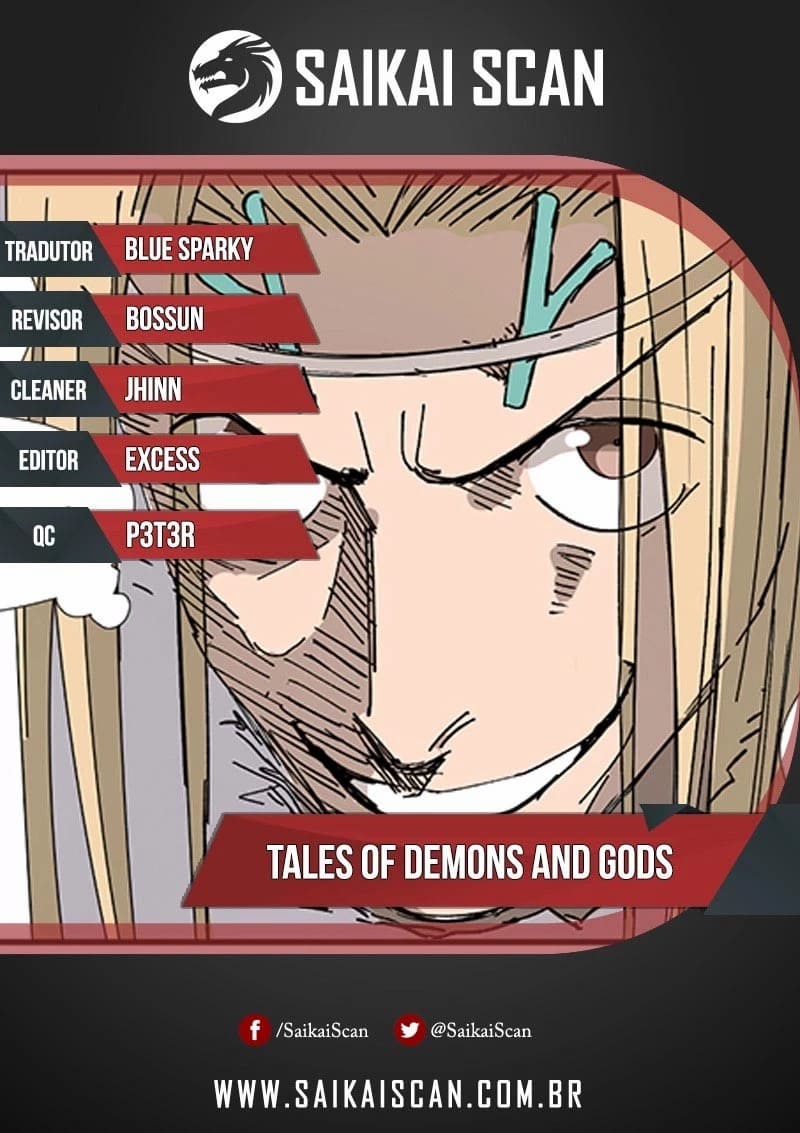 SAIKAI SCAN
TRADUTOR BLUE SPARKY
REVISOR BOSSUN
CLEANER JHINN
EDITOR EXCESS
QC P3T3R
TALES OF DEMONS AND GODS
/SaikaiScan @SaikaiScan
WWW.SAIKAISCAN.COM.BR